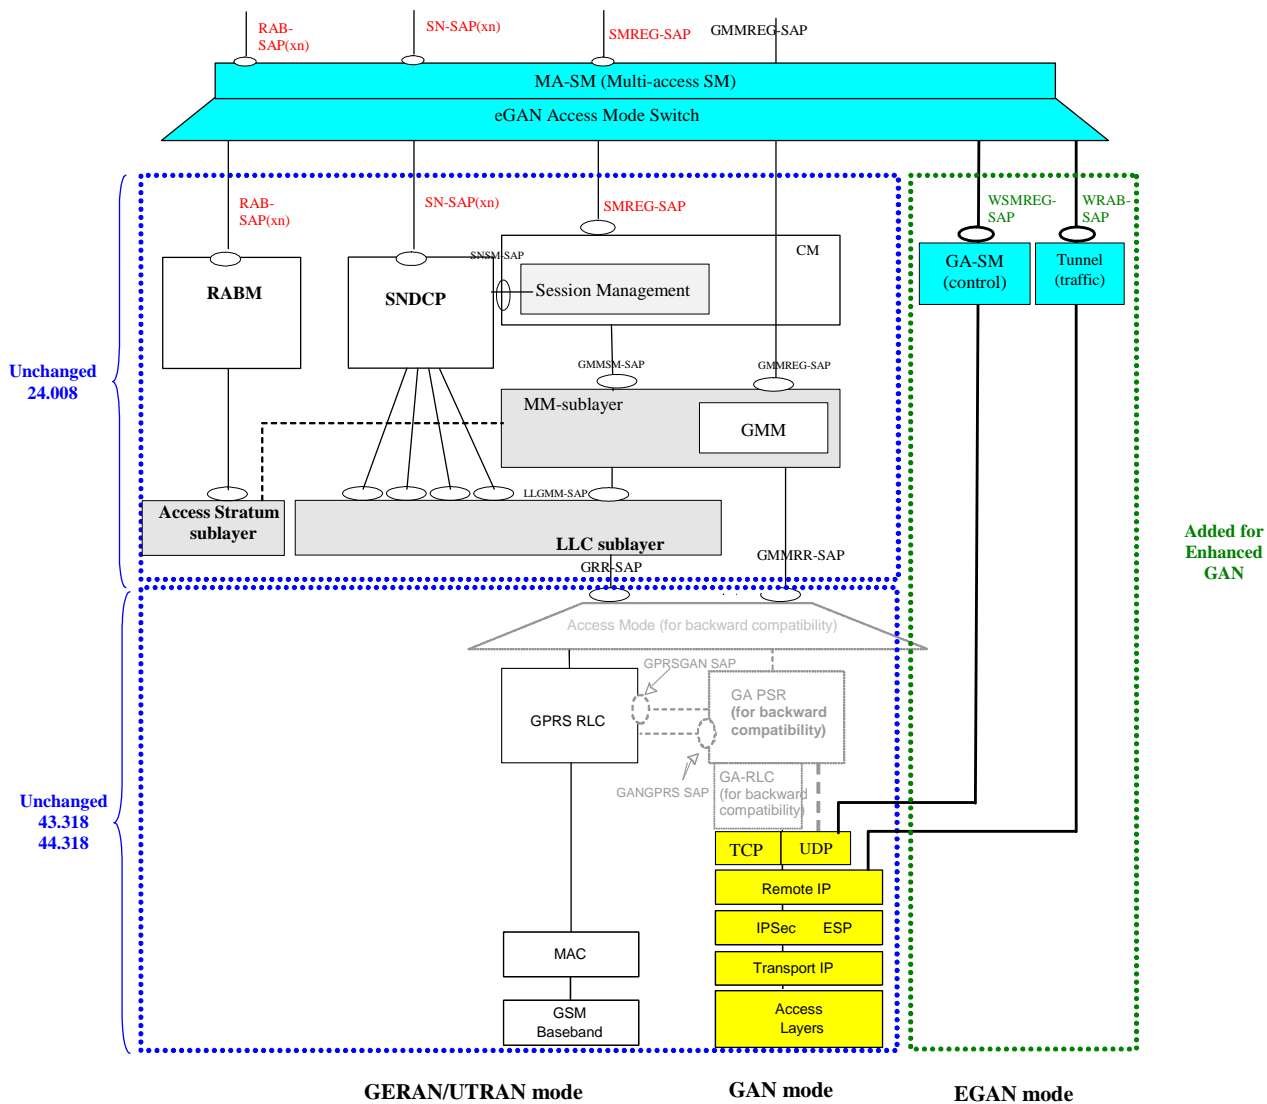 RAB-
SAP(xn)
SN-SAP(xn)
SMREG-SAP
GMMREG-SAP
MA-SM (Multi-access SM)
eGAN Access Mode Switch
RAB-
SAP(xn)
SN-SAP(xn)
SMREG-SAP
WSMREG-
SAP
WRAB-
SAP
SNSM-SAP
CM
RABM
SNDCP
Session Management
GA-SM
(control)
Tunnel
(traffic)
Unchanged
24.008
GMMSM-SAP
GMMREG-SAP
MM-sublayer
GMM
LLGMM-SAP
Access Stratum
sublayer
LLC sublayer
GRR-SAP
GMMRR-SAP
Added for
Enhanced
GAN
Access Mode (for backward compatibility)
GPRSGAN SAP
GPRS RLC
GA PSR
(for backward
compatibility)
GANGPRS SAP
GA-RLC
(for backward
compatibility)
Unchanged
43.318
44.318
TCP
UDP
Remote IP
IPSec ESP
MAC
Transport IP
GSM
Baseband
Access
Layers
GERAN/UTRAN mode
GAN mode
EGAN mode